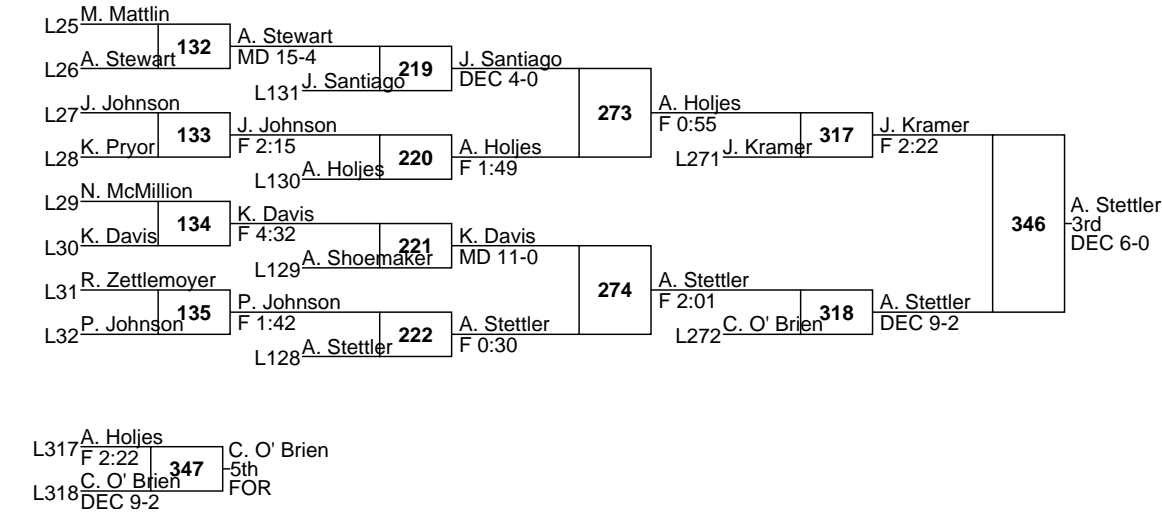 L25 M. Mattlin
132
L26 A. Stewart
A. Stewart
MD 15-4
219
L131 J. Santiago
J. Santiago
DEC 4-0
L27 J. Johnson
133
L28 K. Pryor
J. Johnson
F 2:15
220
L130 A. Holjes
A. Holjes
F 1:49
273
A. Holjes
F 0:55
317
L271 J. Kramer
J. Kramer
F 2:22
L29 N. McMillion
134
L30 K. Davis
K. Davis
F 4:32
221
L129 A. Shoemaker
K. Davis
MD 11-0
L31 R. Zettlemoyer
135
L32 P. Johnson
P. Johnson
F 1:42
222
L128 A. Stettler
A. Stettler
F 0:30
274
A. Stettler
F 2:01
318
L272 C. O' Brien
A. Stettler
DEC 9-2
346
A. Stettler
3rd
DEC 6-0
L317 A. Holjes
F 2:22
347
L318 C. O' Brien
DEC 9-2
C. O' Brien
5th
FOR